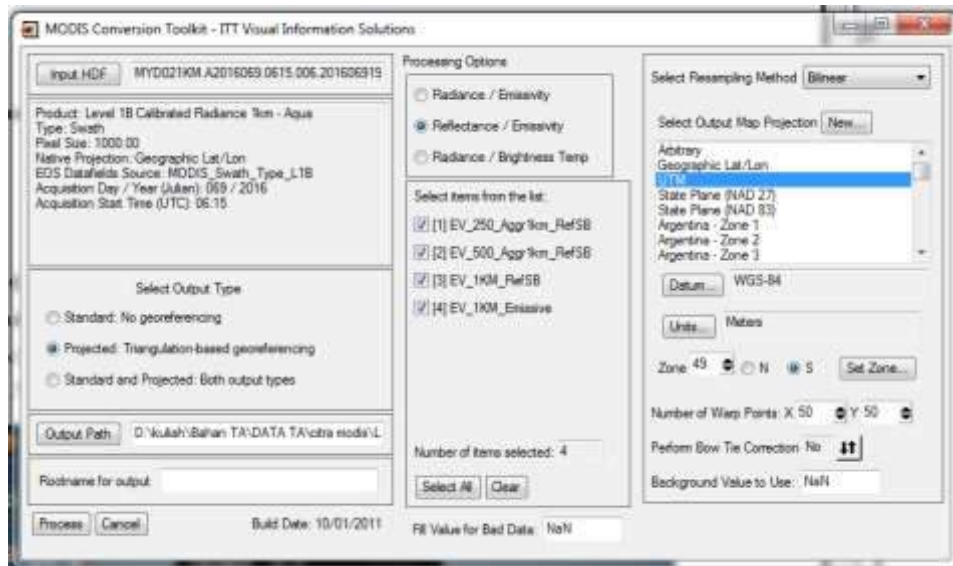 MODIS Conversion Toolkit - ITT Visual Information Solutions
Input HDF MYD021KM.A2016069.0615.006.201606919
Product: Level 1B Calibrated Radiance 1km - Aqua
Type: Swath
Pixel Size: 1000.00
Native Projection: Geographic Lat/Lon
EOS Datafields Source: MODIS_Swath_Type_L1B
Acquisition Day / Year (Julian): 069 / 2016
Acquisition Start Time (UTC): 06:15
Select Output Type
Standard: No georeferencing
Projected: Triangulation-based georeferencing
Standard and Projected: Both output types
Output Path D:\kuliah\Bahan TA\DATA TA\citra modis\L
Rootname for output:
Process Cancel Build Date: 10/01/2011
Processing Options
Radiance / Emissivity
Reflectance / Emissivity
Radiance / Brightness Temp
Select items from the list:
[1] EV_250_Aggr1km_RefSB
[2] EV_500_Aggr1km_RefSB
[3] EV_1KM_RefSB
[4] EV_1KM_Emissive
Number of items selected: 4
Select All Clear
Fill Value for Bad Data: NaN
Select Resampling Method Bilinear
Select Output Map Projection New...
Arbitrary
Geographic Lat/Lon
UTM
State Plane (NAD 27)
State Plane (NAD 83)
Argentina - Zone 1
Argentina - Zone 2
Argentina - Zone 3
Datum... WGS-84
Units... Meters
Zone 49 N S Set Zone...
Number of Warp Points: X 50 Y 50
Perform Bow Tie Correction No
Background Value to Use: NaN